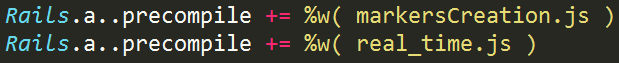 Rails.a..precompile += %w( markersCreation.js )
Rails.a..precompile += %w( real_time.js )